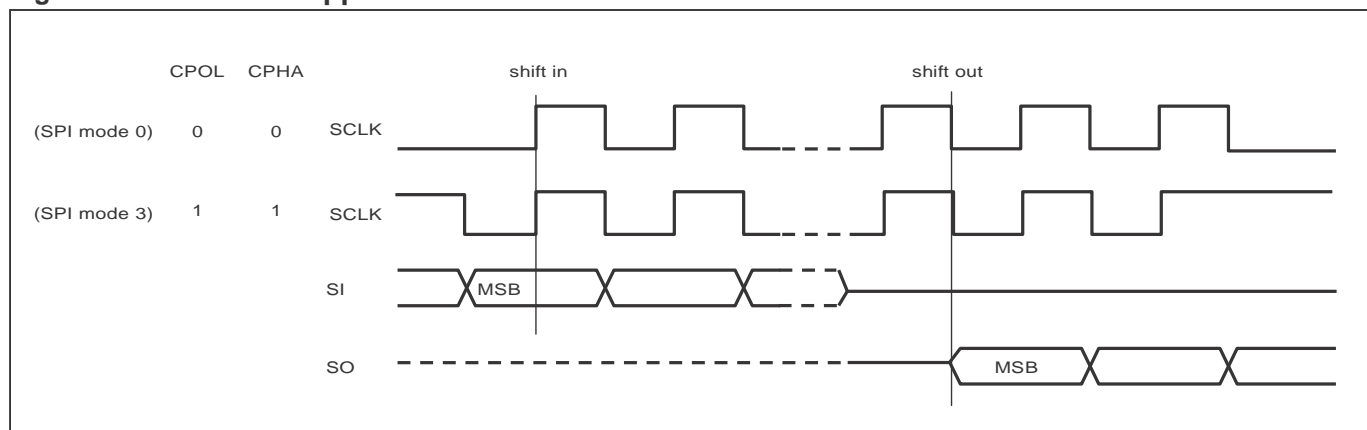 CPOL CPHA shift in shift out
(SPI mode 0) 0 0 SCLK
(SPI mode 3) 1 1 SCLK
SI MSB
SO MSB